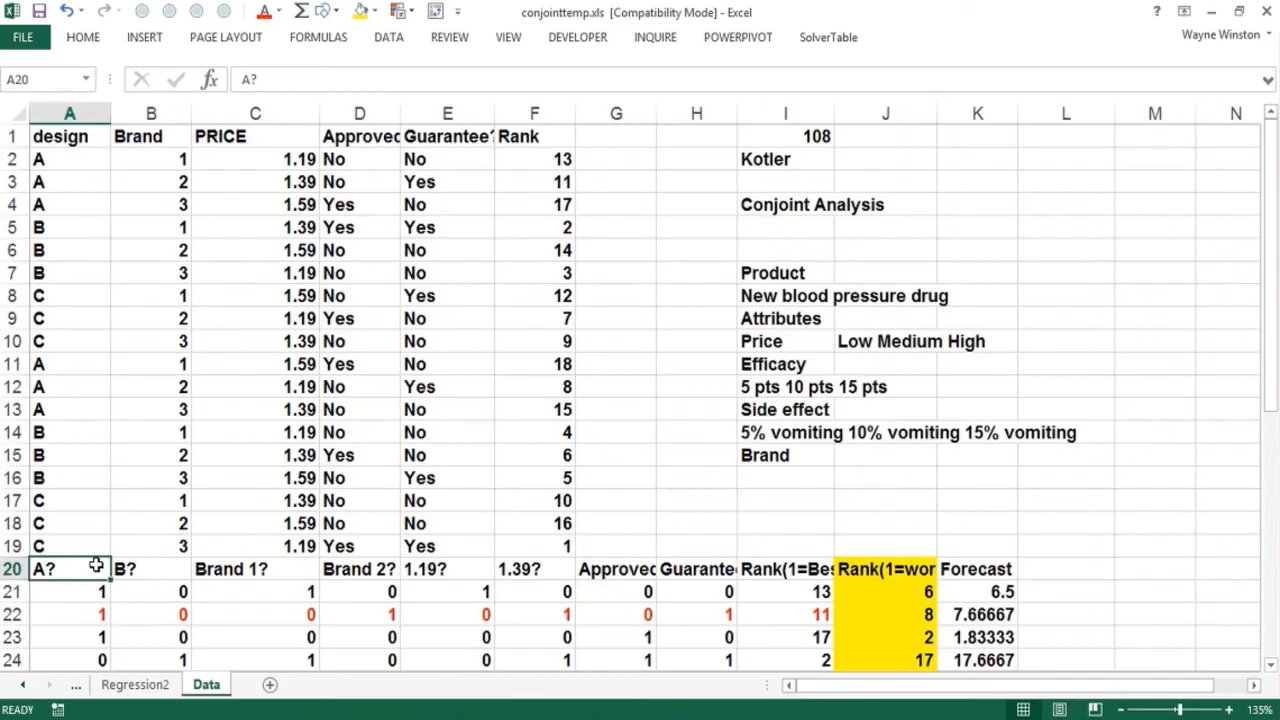 conjointtemp.xls [Compatibility Mode] - Excel
FILE HOME INSERT PAGE LAYOUT FORMULAS DATA REVIEW VIEW DEVELOPER INQUIRE POWERPIVOT SolverTable Wayne Winston
A20 fx A?
A B C D E F G H I J K L M N
1 design Brand PRICE Approved Guarantee? Rank 108
2 A 1 1.19 No No 13 Kotler
3 A 2 1.39 No Yes 11
4 A 3 1.59 Yes No 17 Conjoint Analysis
5 B 1 1.39 Yes Yes 2
6 B 2 1.59 No No 14
7 B 3 1.19 No No 3 Product
8 C 1 1.59 No Yes 12 New blood pressure drug
9 C 2 1.19 Yes No 7 Attributes
10 C 3 1.39 No No 9 Price Low Medium High
11 A 1 1.59 Yes No 18 Efficacy
12 A 2 1.19 No Yes 8 5 pts 10 pts 15 pts
13 A 3 1.39 No No 15 Side effect
14 B 1 1.19 No No 4 5% vomiting 10% vomiting 15% vomiting
15 B 2 1.39 Yes No 6 Brand
16 B 3 1.59 No Yes 5
17 C 1 1.39 No No 10
18 C 2 1.59 No No 16
19 C 3 1.19 Yes Yes 1
20 A? B? Brand 1? Brand 2? 1.19? 1.39? Approved Guarante Rank(1=Bes Rank(1=wor Forecast
21 1 0 1 0 1 0 0 0 13 6 6.5
22 1 0 0 1 0 1 0 1 11 8 7.66667
23 1 0 0 0 0 0 1 0 17 2 1.83333
24 0 1 1 0 0 1 1 1 2 17 17.6667
... Regression2 Data
READY 135%